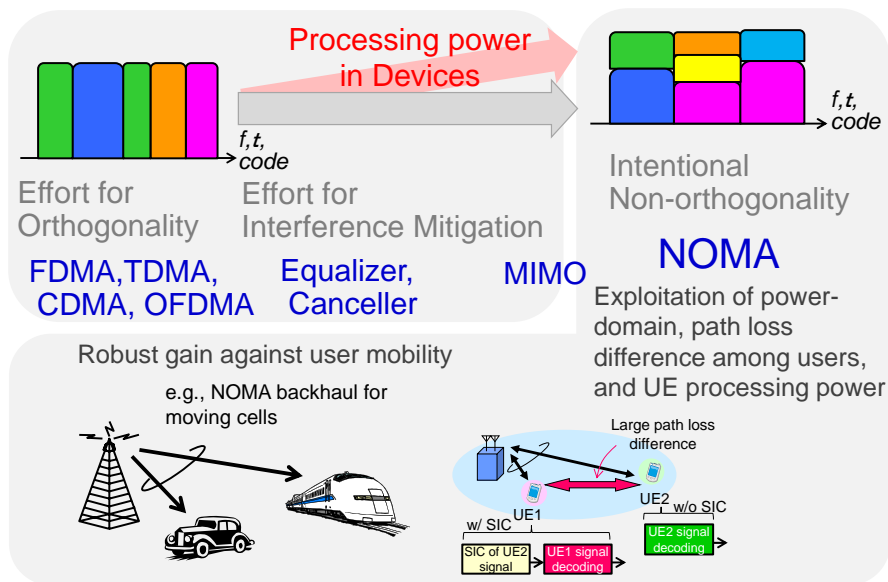 Processing power
in Devices
f,t,
code
f,t,
code
Effort for
Orthogonality
Effort for
Interference Mitigation
Intentional
Non-orthogonality
FDMA,TDMA,
CDMA, OFDMA
Equalizer,
Canceller
MIMO
NOMA
Exploitation of power-
domain, path loss
difference among users,
and UE processing power
Robust gain against user mobility
e.g., NOMA backhaul for
moving cells
Large path loss
difference
UE1
UE2
w/ SIC
w/o SIC
SIC of UE2
signal
UE1 signal
decoding
UE2 signal
decoding